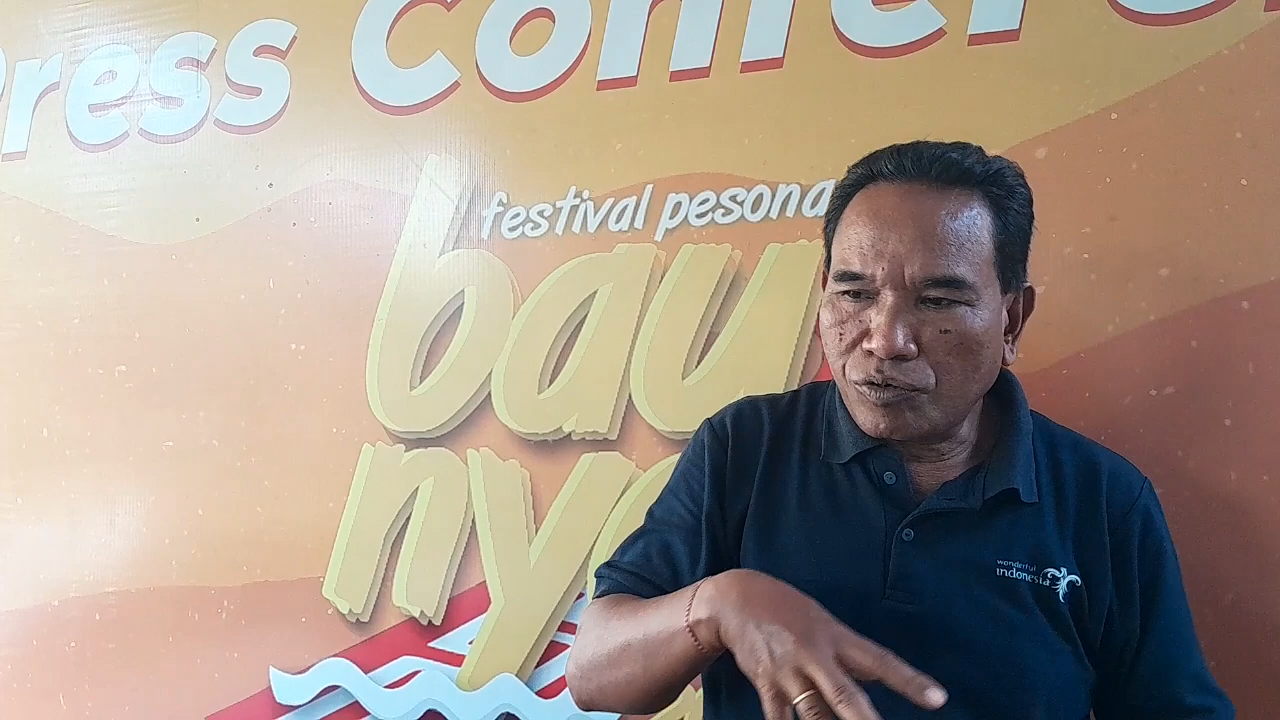 Press Confer
festival pesona
bau
ny
wonderful
indonesia